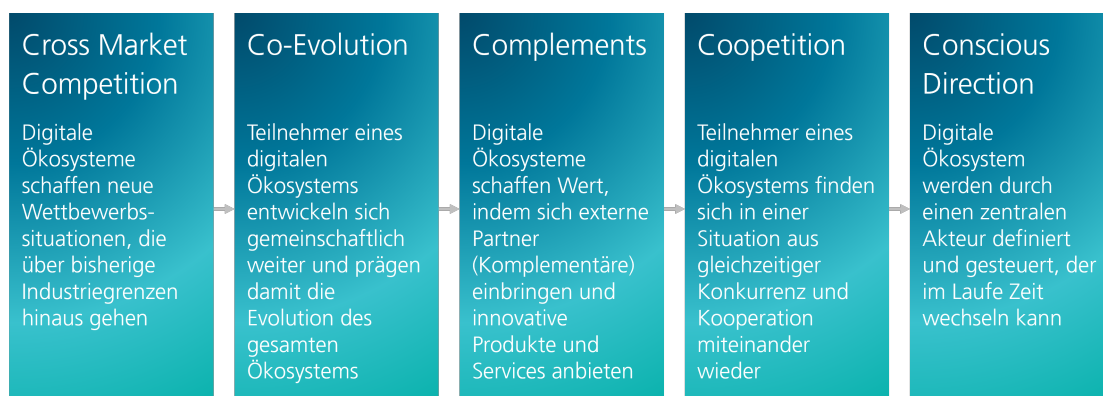 Cross Market
Competition
Digitale
Ökosysteme
schaffen neue
Wettbewerbs-
situationen, die
über bisherige
Industriegrenzen
hinaus gehen
Co-Evolution
Teilnehmer eines
digitalen
Ökosystems
entwickeln sich
gemeinschaftlich
weiter und prägen
damit die
Evolution des
gesamten
Ökosystems
Complements
Digitale
Ökosysteme
schaffen Wert,
indem sich externe
Partner
(Komplementäre)
einbringen und
innovative
Produkte und
Services anbieten
Coopetition
Teilnehmer eines
digitalen
Ökosystems finden
sich in einer
Situation aus
gleichzeitiger
Konkurrenz und
Kooperation
miteinander
wieder
Conscious
Direction
Digitale
Ökosystem
werden durch
einen zentralen
Akteur definiert
und gesteuert, der
im Laufe Zeit
wechseln kann